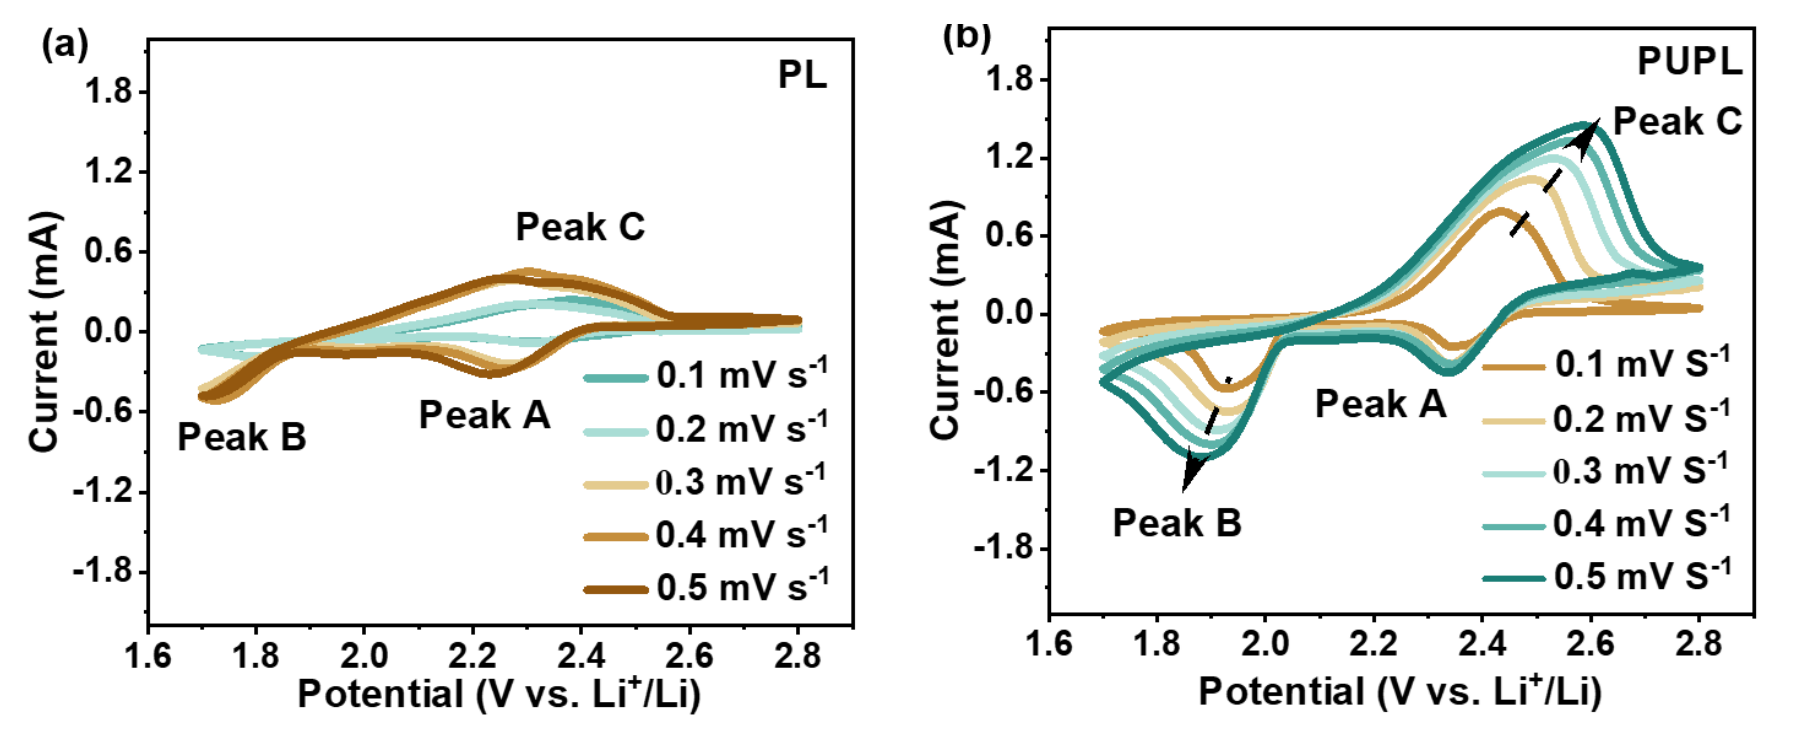 (a)
PL
1.8
1.2
0.6
0.0
-0.6
-1.2
-1.8
Current (mA)
Peak C
Peak A
Peak B
0.1 mV s⁻¹
0.2 mV s⁻¹
0.3 mV s⁻¹
0.4 mV s⁻¹
0.5 mV s⁻¹
1.6 1.8 2.0 2.2 2.4 2.6 2.8
Potential (V vs. Li⁺/Li)
(b)
PUPL
1.8
1.2
0.6
0.0
-0.6
-1.2
-1.8
Current (mA)
Peak C
Peak A
Peak B
0.1 mV S⁻¹
0.2 mV S⁻¹
0.3 mV S⁻¹
0.4 mV S⁻¹
0.5 mV S⁻¹
1.6 1.8 2.0 2.2 2.4 2.6 2.8
Potential (V vs. Li⁺/Li)